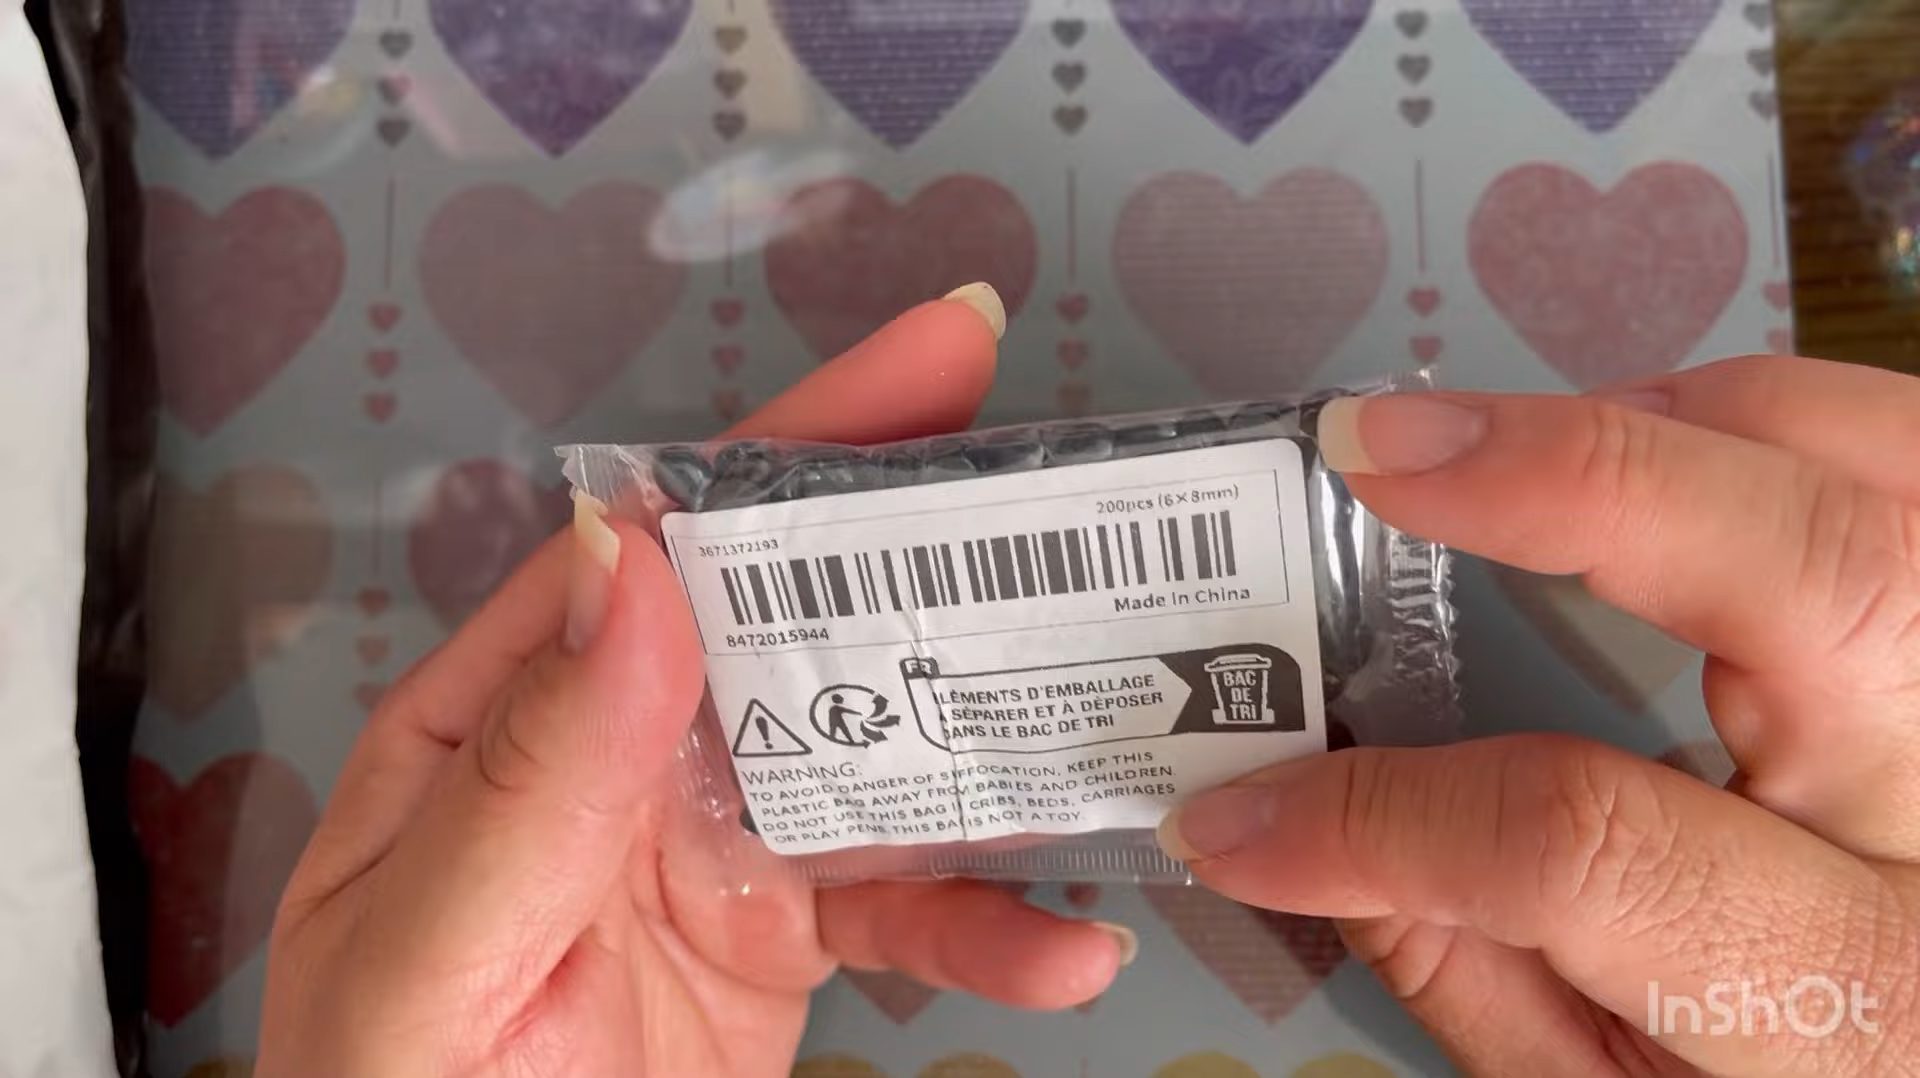 200pcs (6×8mm)
3671372193
Made In China
8472015944
FR
LÉMENTS D'EMBALLAGE
À SÉPARER ET À DÉPOSER
DANS LE BAC DE TRI
BAC
DE
TRI
WARNING:
TO AVOID DANGER OF SUFFOCATION, KEEP THIS
PLASTIC BAG AWAY FROM BABIES AND CHILDREN.
DO NOT USE THIS BAG IN CRIBS, BEDS, CARRIAGES
OR PLAY PENS. THIS BAG IS NOT A TOY.
InShOt